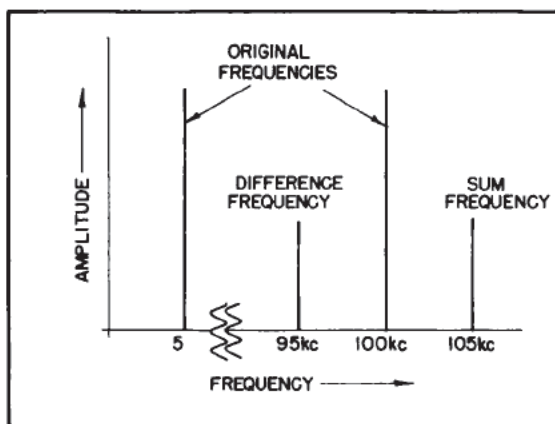 ORIGINAL
FREQUENCIES
DIFFERENCE
FREQUENCY
SUM
FREQUENCY
AMPLITUDE
5
95kc
100kc
105kc
FREQUENCY